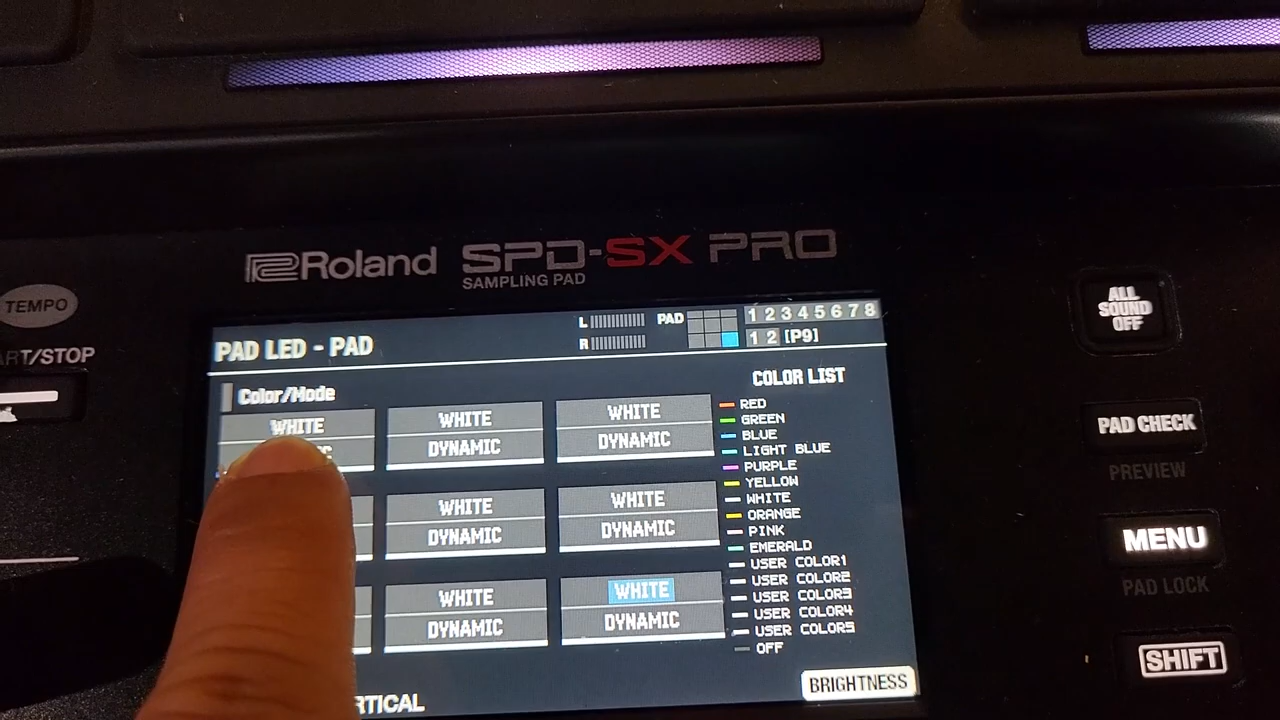 Roland SPD-SX PRO
SAMPLING PAD
TEMPO
ART/STOP
ALL
SOUND
OFF
PAD CHECK
PREVIEW
MENU
PAD LOCK
SHIFT
PAD LED - PAD
L
R
PAD
1 2 3 4 5 6 7 8
1 2 [P9]
Color/Mode
COLOR LIST
WHITE WHITE WHITE
DYNAMIC DYNAMIC
WHITE WHITE
DYNAMIC DYNAMIC
WHITE WHITE
DYNAMIC DYNAMIC
RED
GREEN
BLUE
LIGHT BLUE
PURPLE
YELLOW
WHITE
ORANGE
PINK
EMERALD
USER COLOR1
USER COLOR2
USER COLOR3
USER COLOR4
USER COLOR5
OFF
RTICAL
BRIGHTNESS